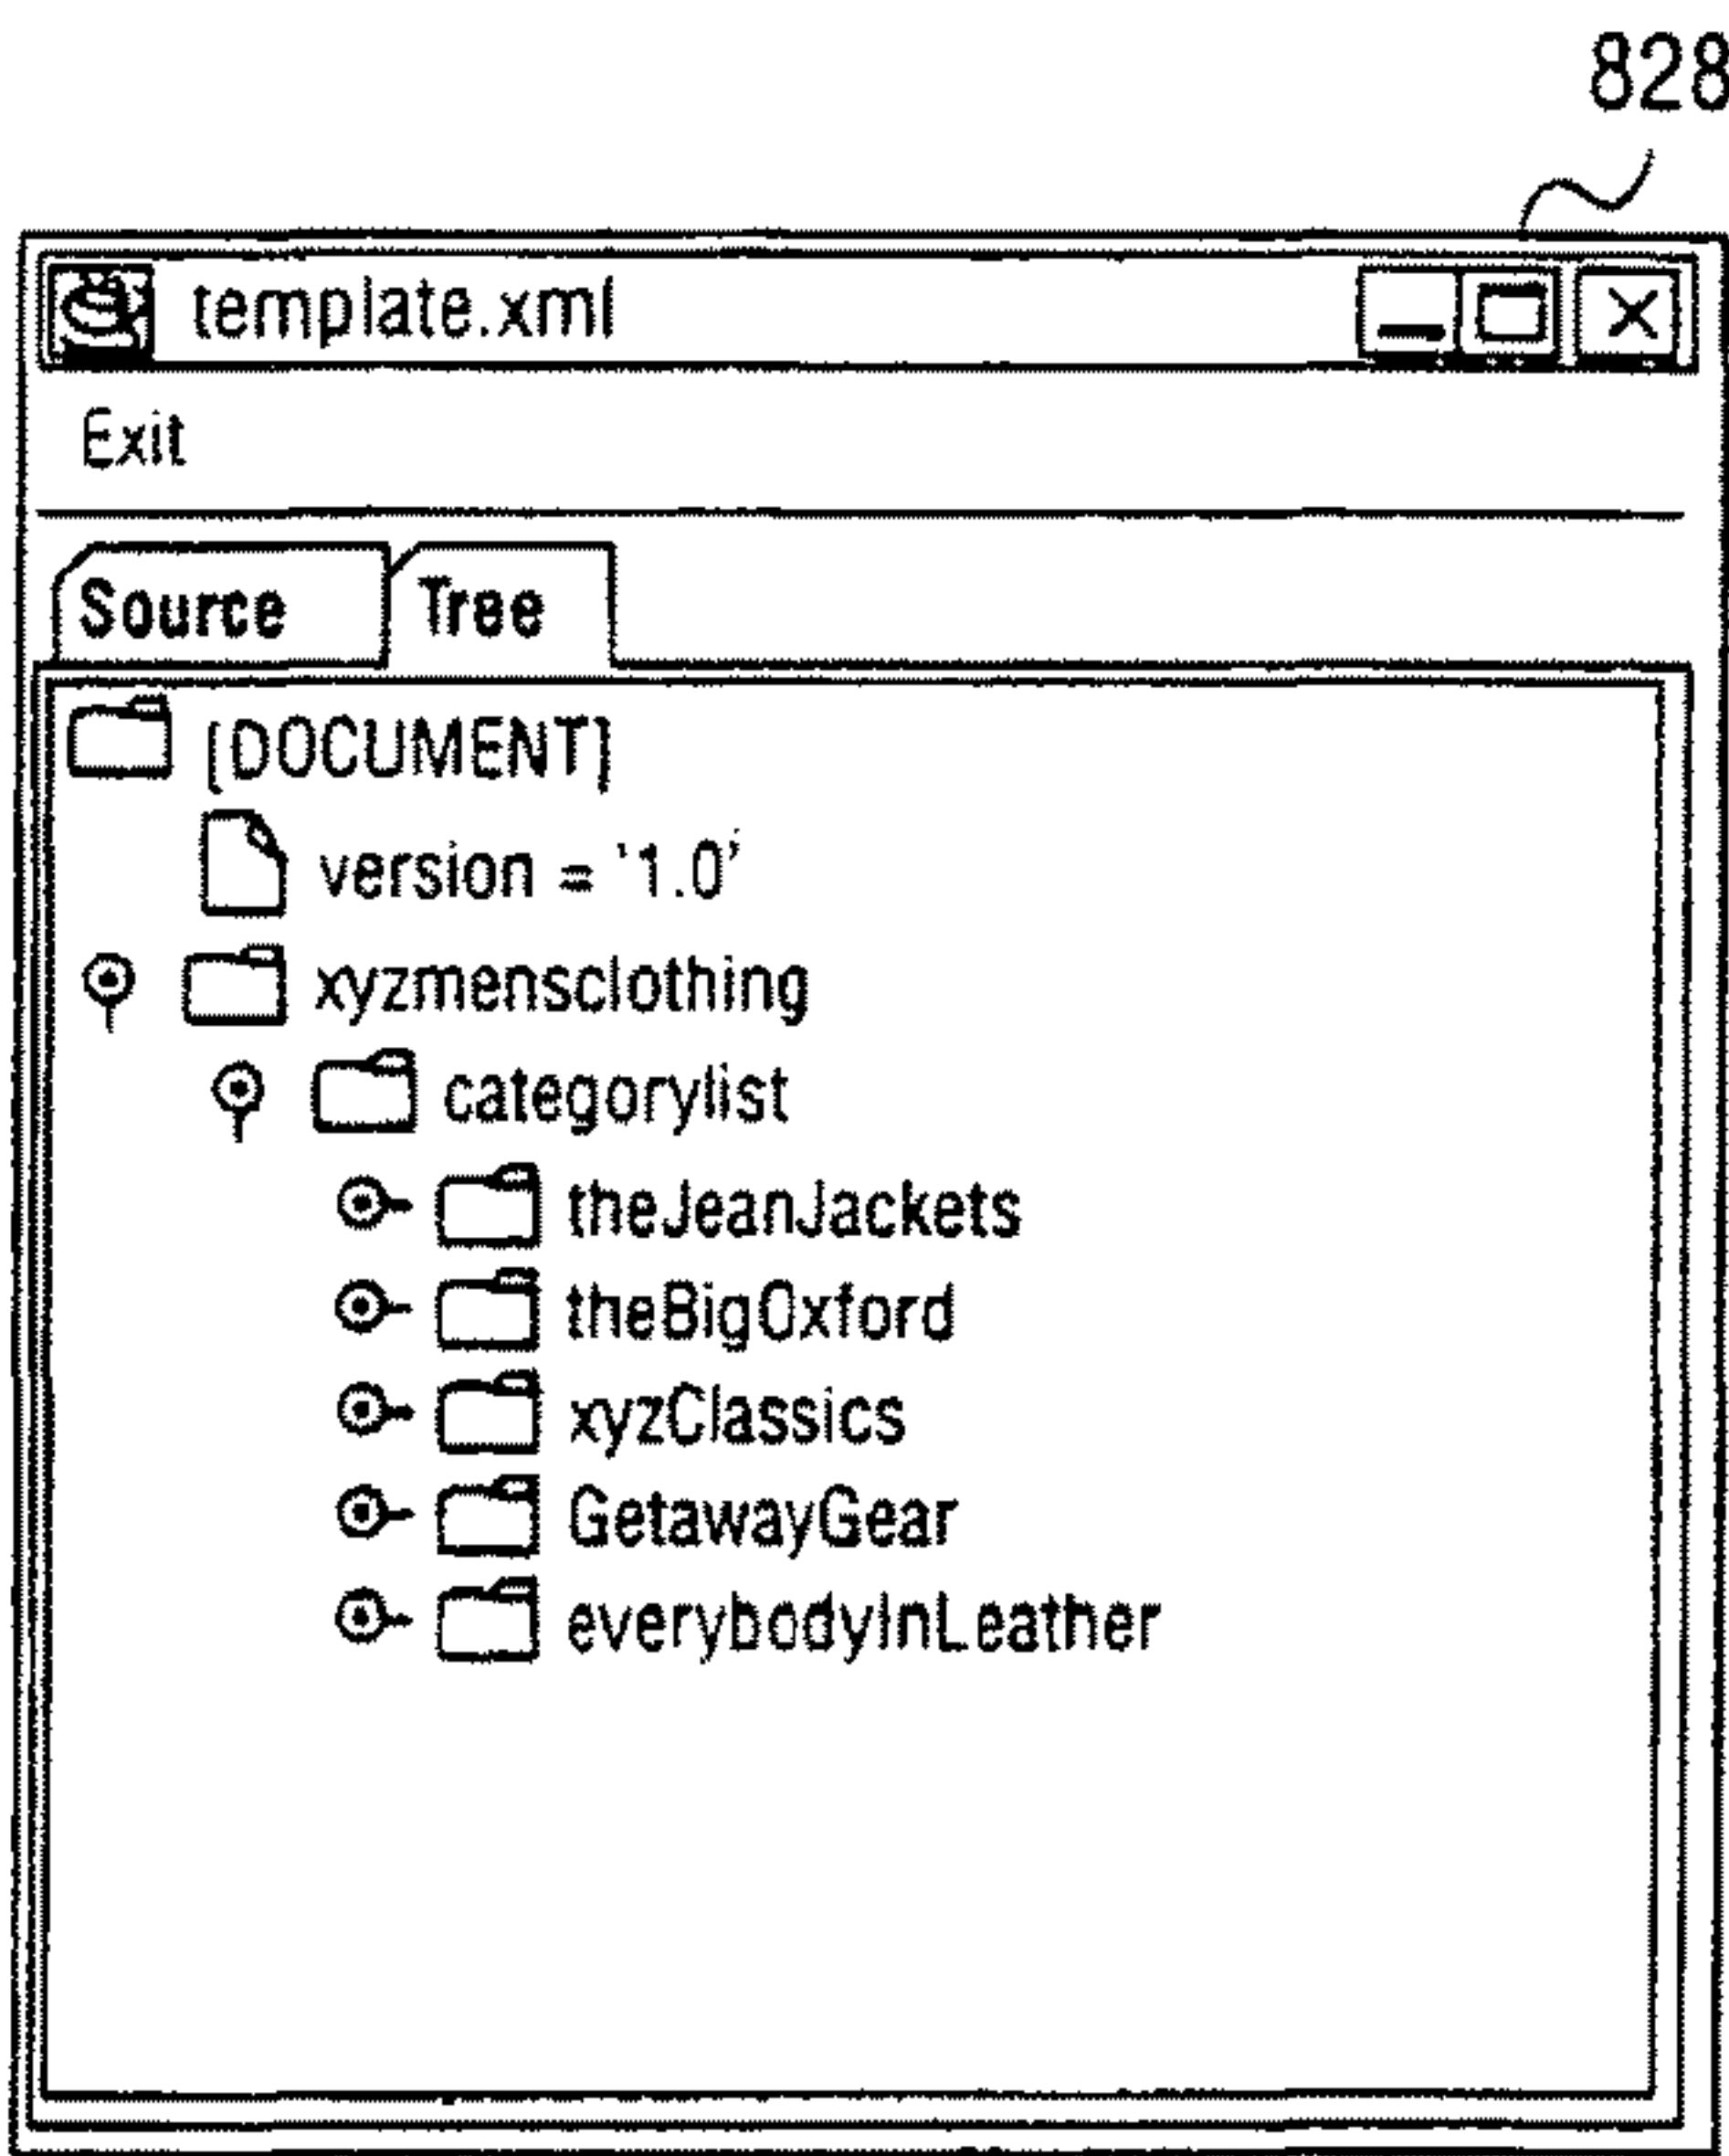 828
template.xml
Exit
Source Tree
[DOCUMENT]
version = '1.0'
xyzmensclothing
categorylist
theJeanJackets
theBigOxford
xyzClassics
GetawayGear
everybodyInLeather